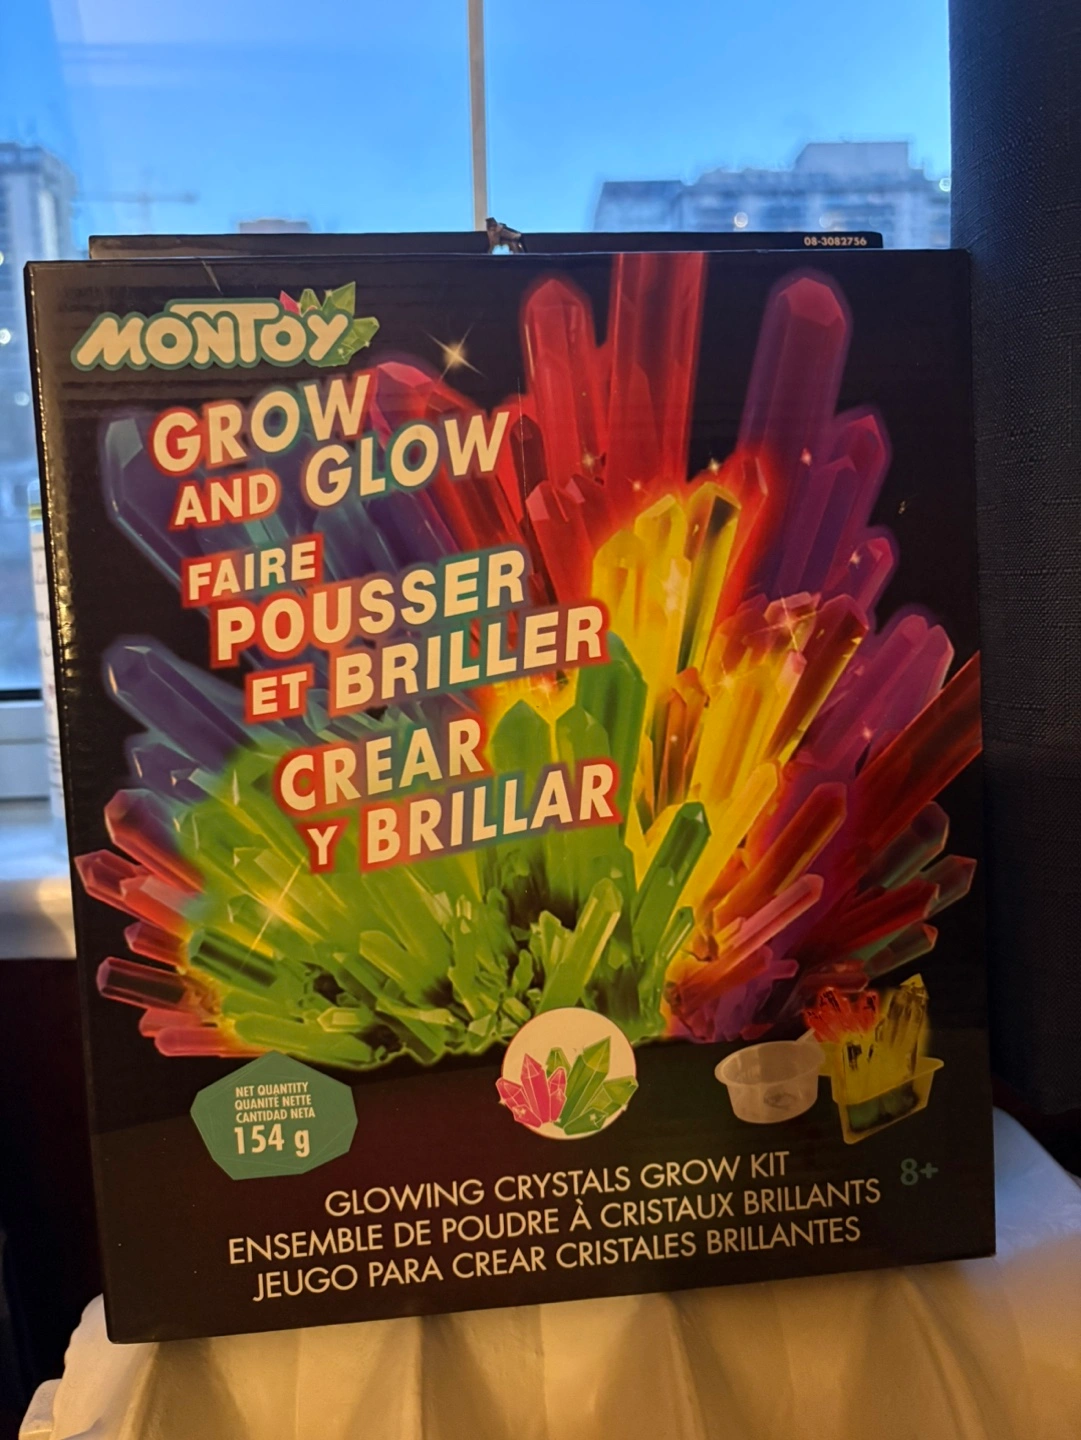 08-3082756
MONTOY
GROW
AND GLOW
FAIRE
POUSSER
ET BRILLER
CREAR
Y BRILLAR
NET QUANTITY
QUANITÉ NETTE
CANTIDAD NETA
154 g
GLOWING CRYSTALS GROW KIT
8+
ENSEMBLE DE POUDRE À CRISTAUX BRILLANTS
JEUGO PARA CREAR CRISTALES BRILLANTES